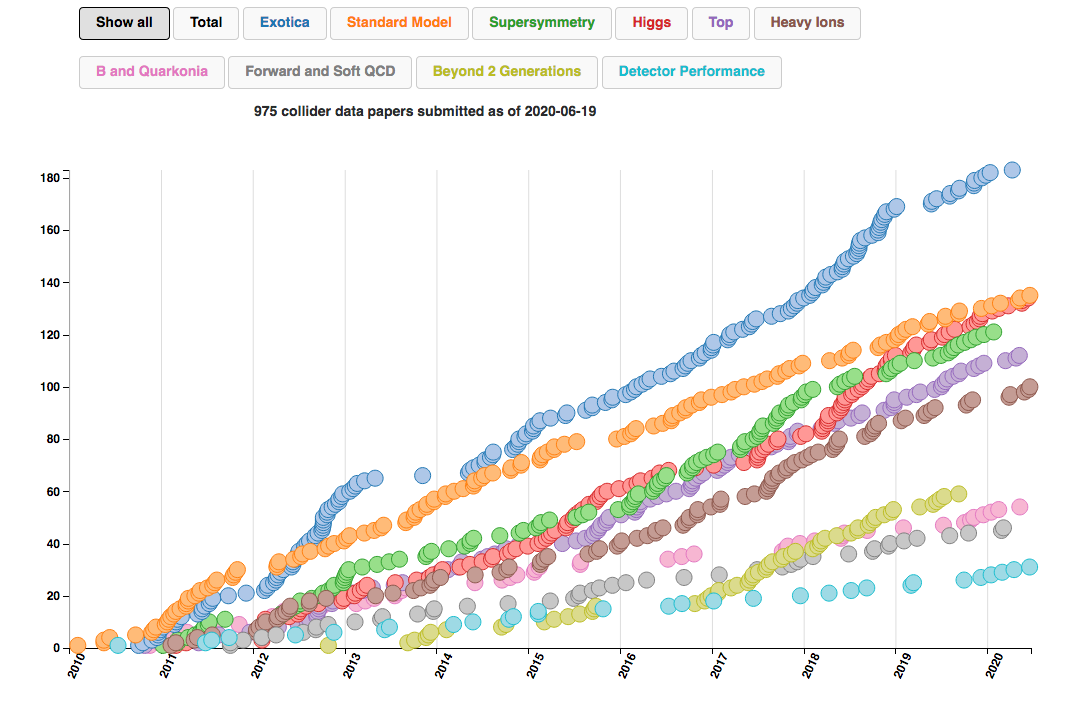 Show all Total Exotica Standard Model Supersymmetry Higgs Top Heavy Ions
B and Quarkonia Forward and Soft QCD Beyond 2 Generations Detector Performance
975 collider data papers submitted as of 2020-06-19
180
160
140
120
100
80
60
40
20
0
2010 2011 2012 2013 2014 2015 2016 2017 2018 2019 2020